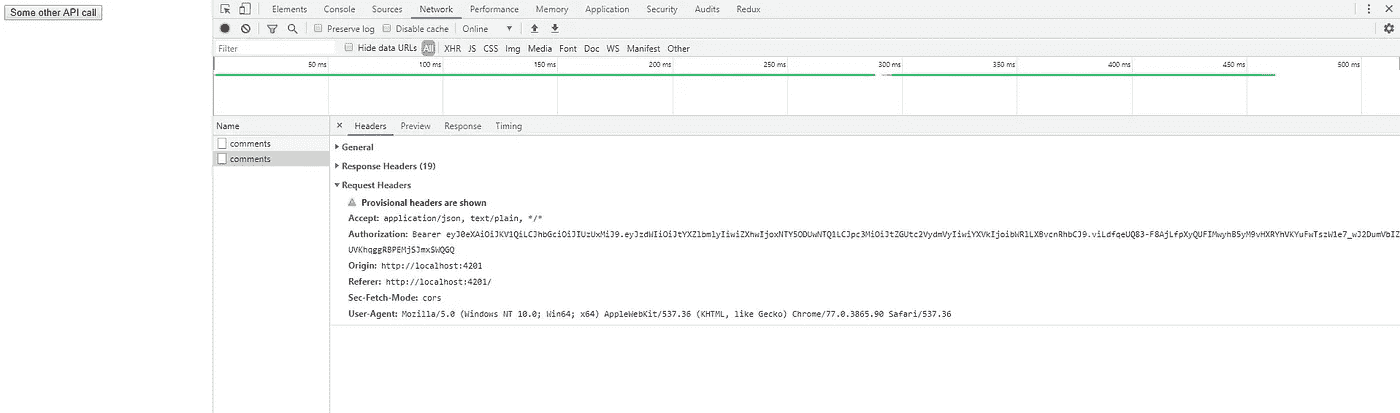 Some other API call
Elements Console Sources Network Performance Memory Application Security Audits Redux
Preserve log Disable cache Online
Filter Hide data URLs All XHR JS CSS Img Media Font Doc WS Manifest Other
50 ms 100 ms 150 ms 200 ms 250 ms 300 ms 350 ms 400 ms 450 ms 500 ms
Name × Headers Preview Response Timing
comments
comments
General
Response Headers (19)
Request Headers
Provisional headers are shown
Accept: application/json, text/plain, */*
Authorization: Bearer
Origin: http://localhost:4201
Referer: http://localhost:4201/
Sec-Fetch-Mode: cors
User-Agent: Mozilla/5.0 (Windows NT 10.0; Win64; x64) AppleWebKit/537.36 (KHTML, like Gecko) Chrome/77.0.3865.90 Safari/537.36